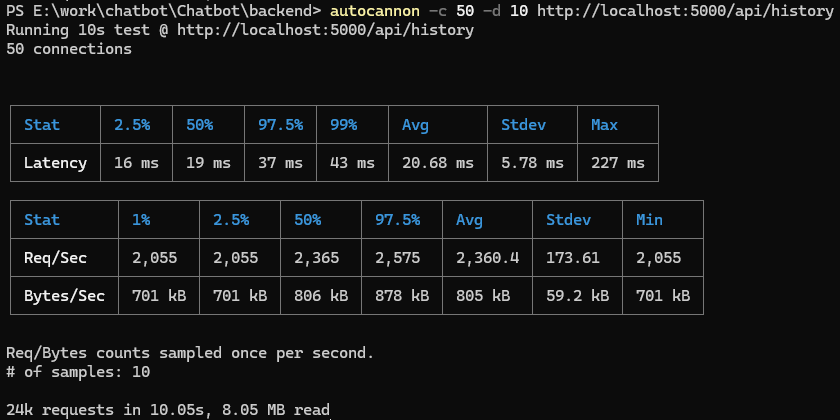 PS E:\work\chatbot\Chatbot\backend> autocannon -c 50 -d 10 http://localhost:5000/api/history
Running 10s test @ http://localhost:5000/api/history
50 connections
Stat 2.5% 50% 97.5% 99% Avg Stdev Max
Latency 16 ms 19 ms 37 ms 43 ms 20.68 ms 5.78 ms 227 ms
Stat 1% 2.5% 50% 97.5% Avg Stdev Min
Req/Sec 2,055 2,055 2,365 2,575 2,360.4 173.61 2,055
Bytes/Sec 701 kB 701 kB 806 kB 878 kB 805 kB 59.2 kB 701 kB
Req/Bytes counts sampled once per second.
# of samples: 10
24k requests in 10.05s, 8.05 MB read